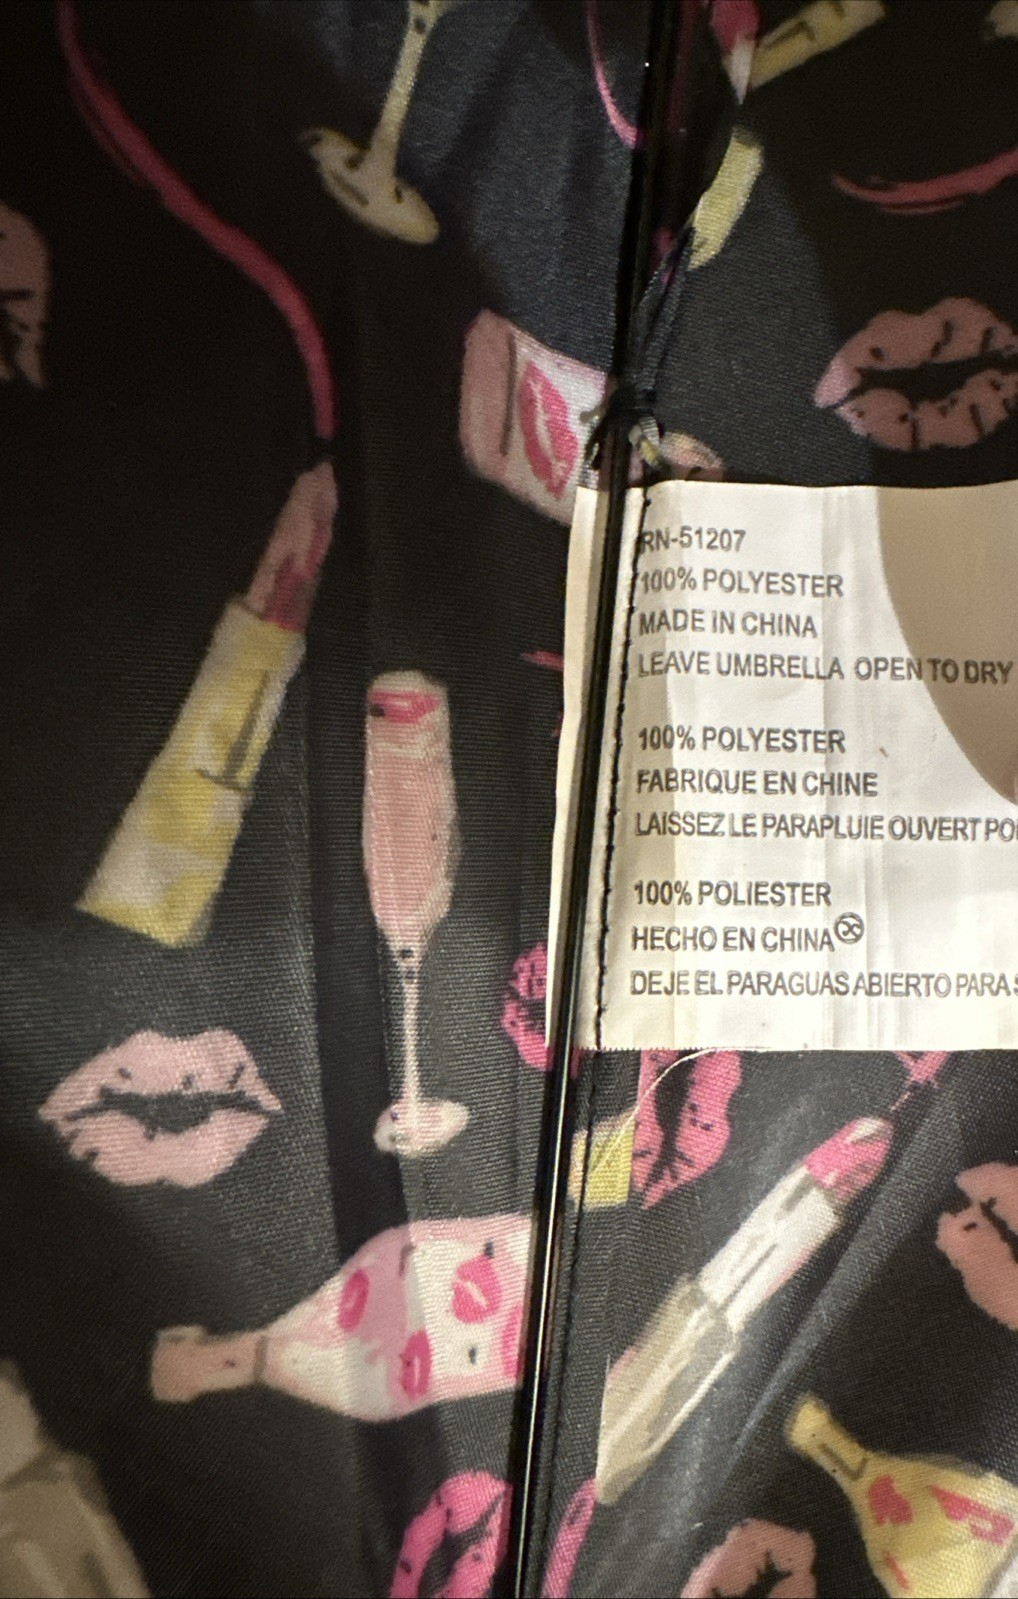 RN-51207
100% POLYESTER
MADE IN CHINA
LEAVE UMBRELLA OPEN TO DRY
100% POLYESTER
FABRIQUE EN CHINE
LAISSEZ LE PARAPLUIE OUVERT
100% POLIESTER
HECHO EN CHINA
DEJE EL PARAGUAS ABIERTO PARA